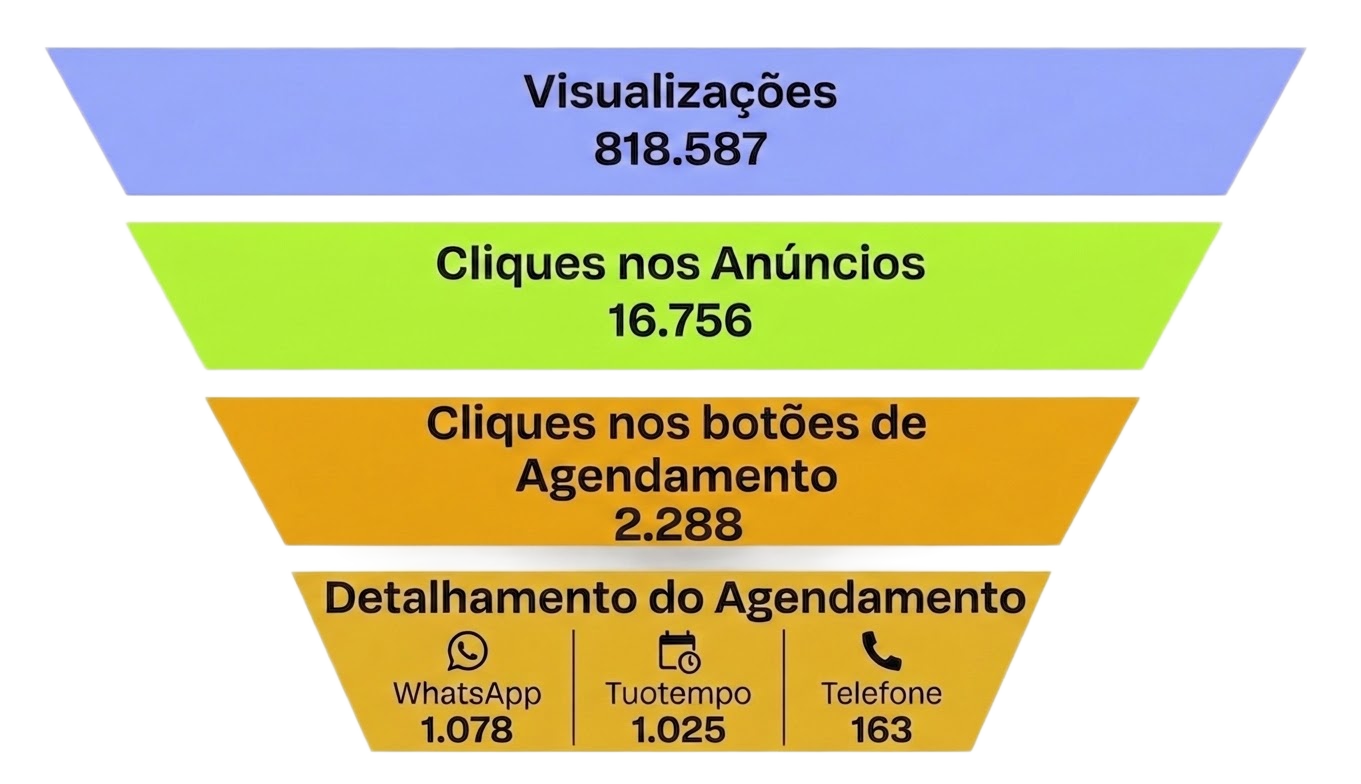 Visualizações
818.587
Cliques nos Anúncios
16.756
Cliques nos botões de
Agendamento
2.288
Detalhamento do Agendamento
WhatsApp
1.078
Tuotempo
1.025
Telefone
163